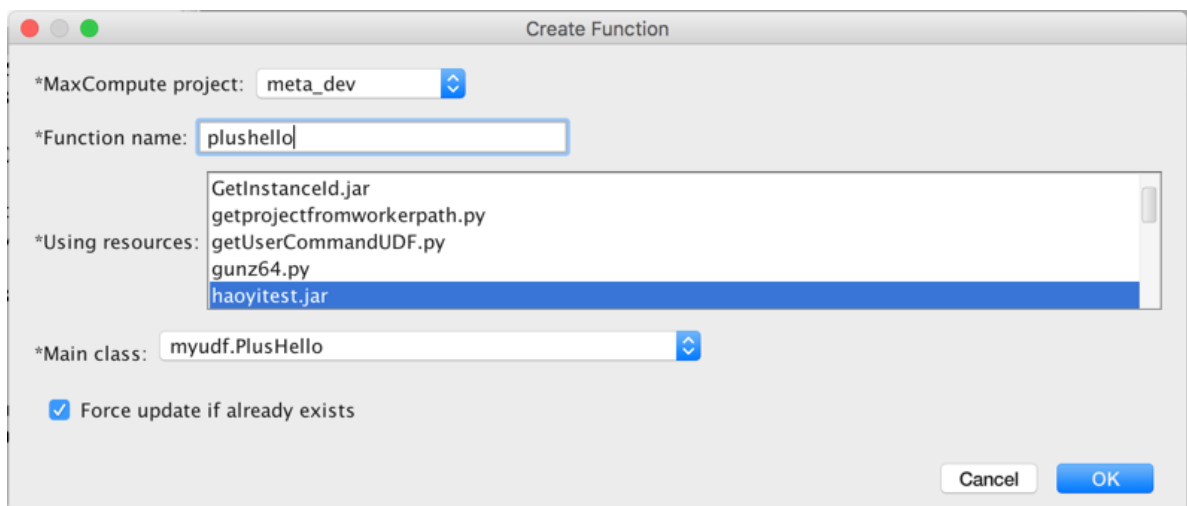 Create Function
*MaxCompute project: meta_dev
*Function name: plushello
GetInstanceId.jar
getprojectfromworkerpath.py
*Using resources: getUserCommandUDF.py
gunz64.py
haoyitest.jar
*Main class: myudf.PlusHello
Force update if already exists
Cancel OK